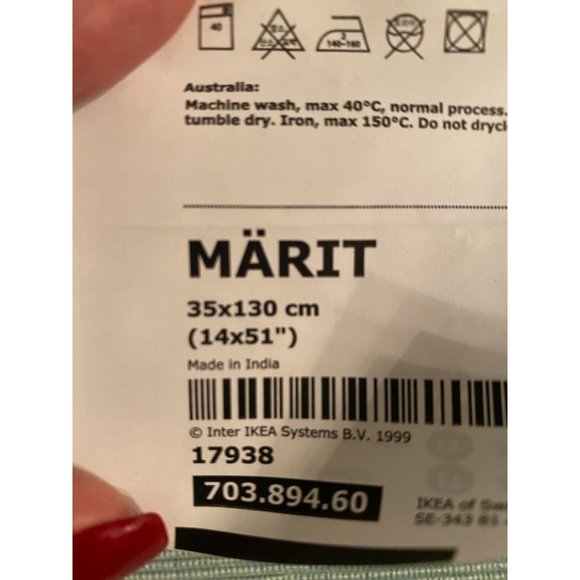 40
2
140-160
Australia:
Machine wash, max 40°C, normal process.
tumble dry. Iron, max 150°C. Do not drycl
MÄRIT
35x130 cm
(14x51")
Made in India
© Inter IKEA Systems B.V. 1999
17938
703.894.60
IKEA of Sw
SE-343 81